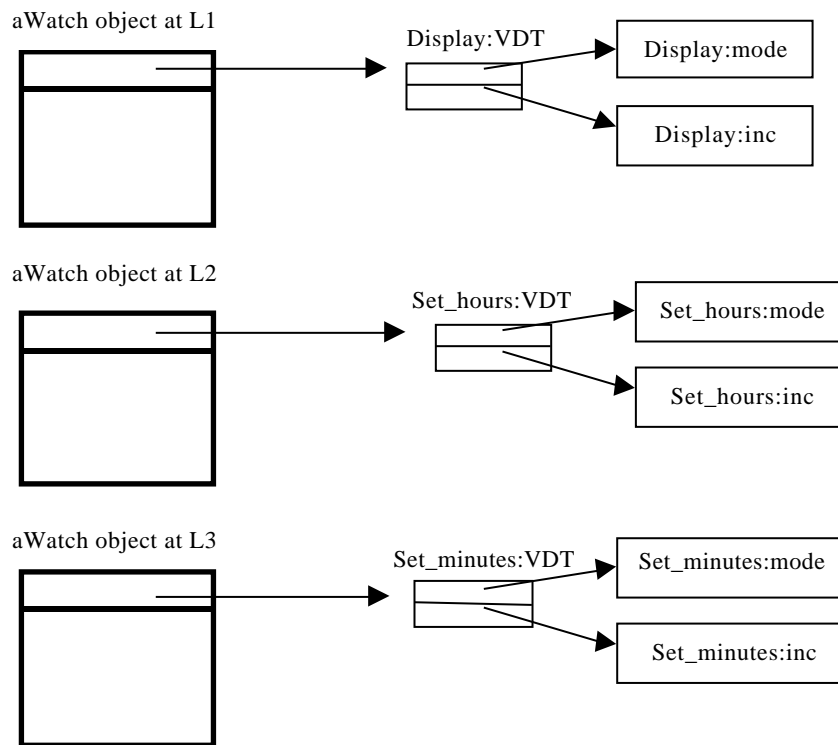 aWatch object at L1
Display:VDT
Display:mode
Display:inc
aWatch object at L2
Set_hours:VDT
Set_hours:mode
Set_hours:inc
aWatch object at L3
Set_minutes:VDT
Set_minutes:mode
Set_minutes:inc